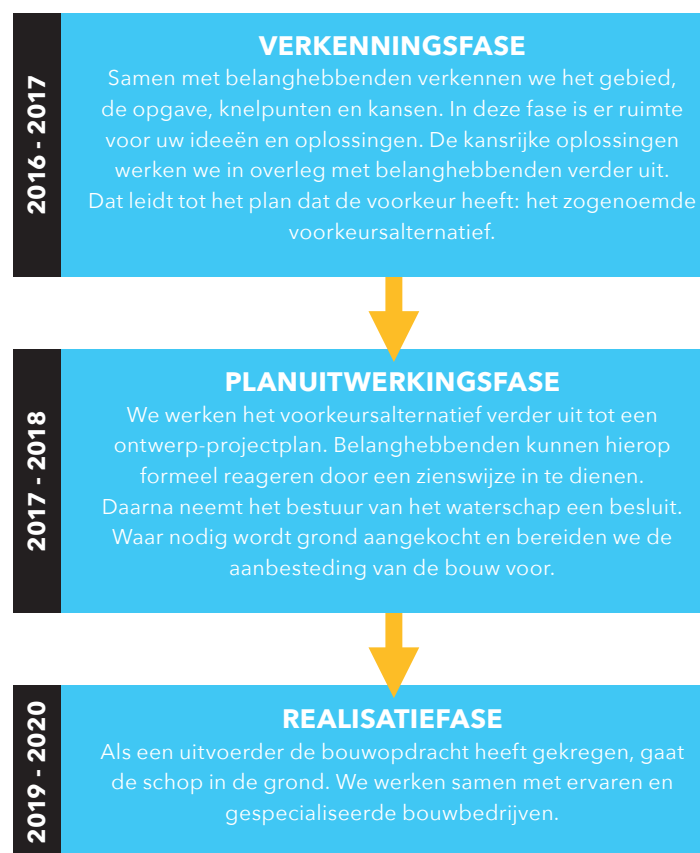 2016 - 2017
VERKENNINGSFASE
Samen met belanghebbenden verkennen we het gebied,
de opgave, knelpunten en kansen. In deze fase is er ruimte
voor uw ideeën en oplossingen. De kansrijke oplossingen
werken we in overleg met belanghebbenden verder uit.
Dat leidt tot het plan dat de voorkeur heeft: het zogenoemde
voorkeursalternatief.
2017 - 2018
PLANUITWERKINGSFASE
We werken het voorkeursalternatief verder uit tot een
ontwerp-projectplan. Belanghebbenden kunnen hierop
formeel reageren door een zienswijze in te dienen.
Daarna neemt het bestuur van het waterschap een besluit.
Waar nodig wordt grond aangekocht en bereiden we de
aanbesteding van de bouw voor.
2019 - 2020
REALISATIEFASE
Als een uitvoerder de bouwopdracht heeft gekregen, gaat
de schop in de grond. We werken samen met ervaren en
gespecialiseerde bouwbedrijven.